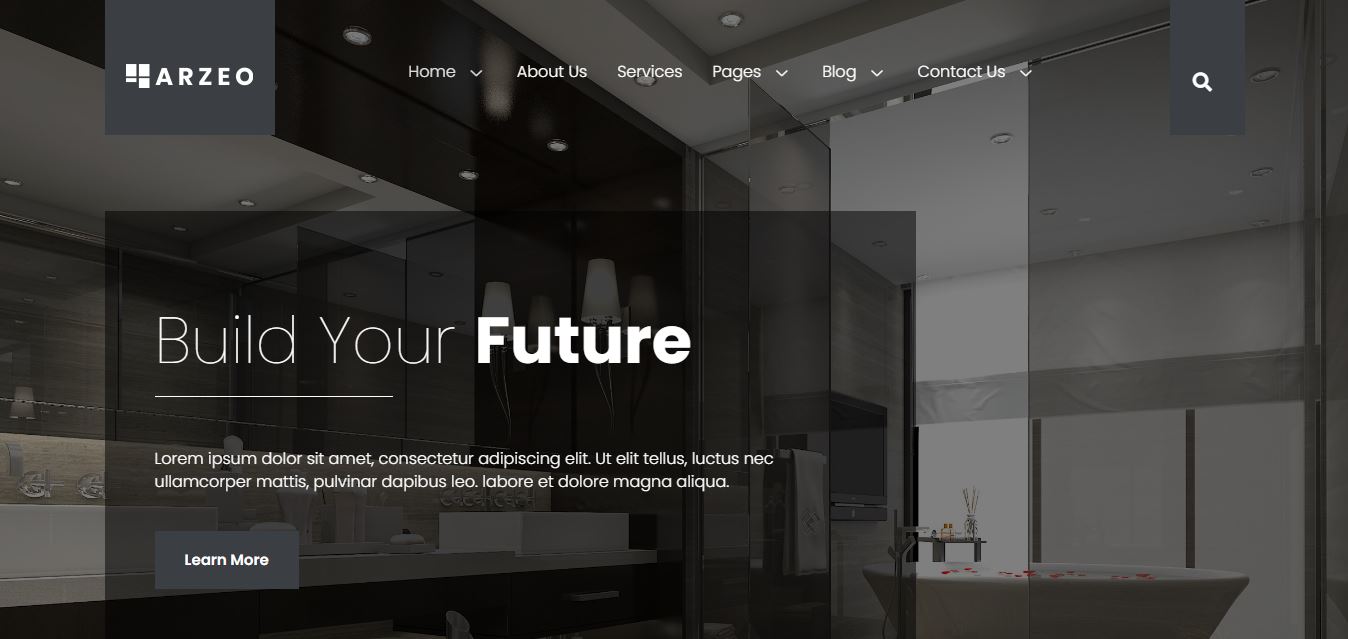 ARZEO
Home
About Us
Services
Pages
Blog
Contact Us
Build Your Future
Lorem ipsum dolor sit amet, consectetur adipiscing elit. Ut elit tellus, luctus nec
ullamcorper mattis, pulvinar dapibus leo. labore et dolore magna aliqua.
Learn More